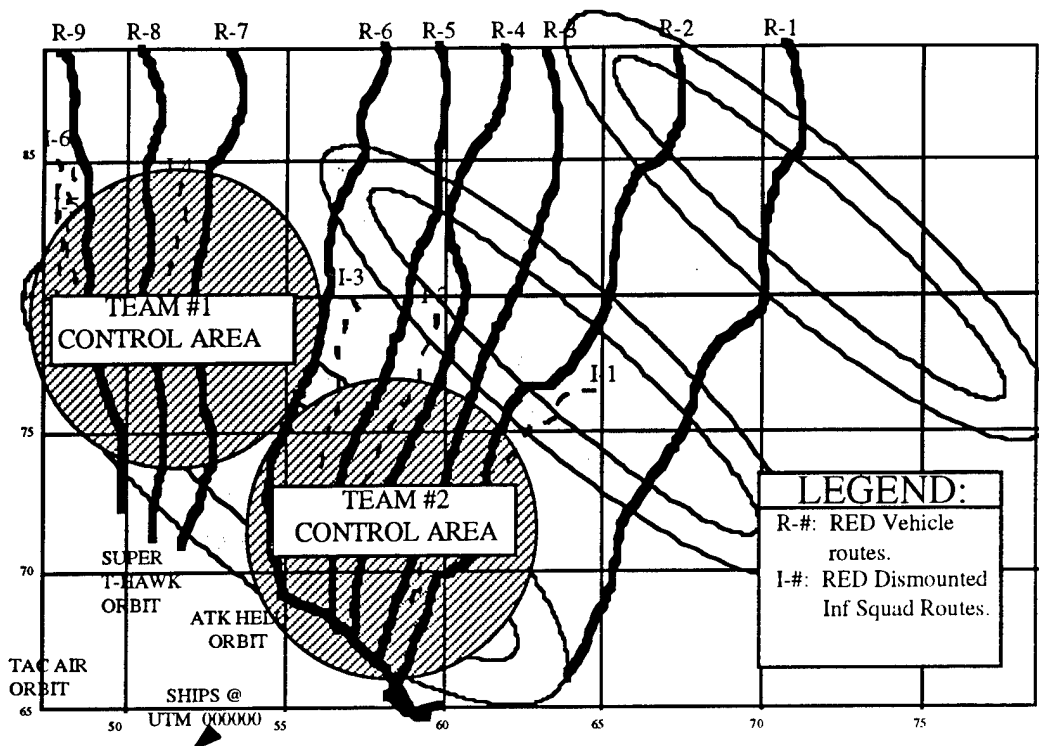 R-9 R-8 R-7 R-6 R-5 R-4 R-3 R-2 R-1
I-6
85
I-4
I-3
TEAM #1
CONTROL AREA
80
I-1
75
TEAM #2
CONTROL AREA
LEGEND:
R-#: RED Vehicle
routes.
I-#: RED Dismounted
Inf Squad Routes.
SUPER
T-HAWK
ORBIT
70
ATK HELO
ORBIT
TAC AIR
ORBIT
SHIPS @
UTM 000000
65
50 55 60 65 70 75